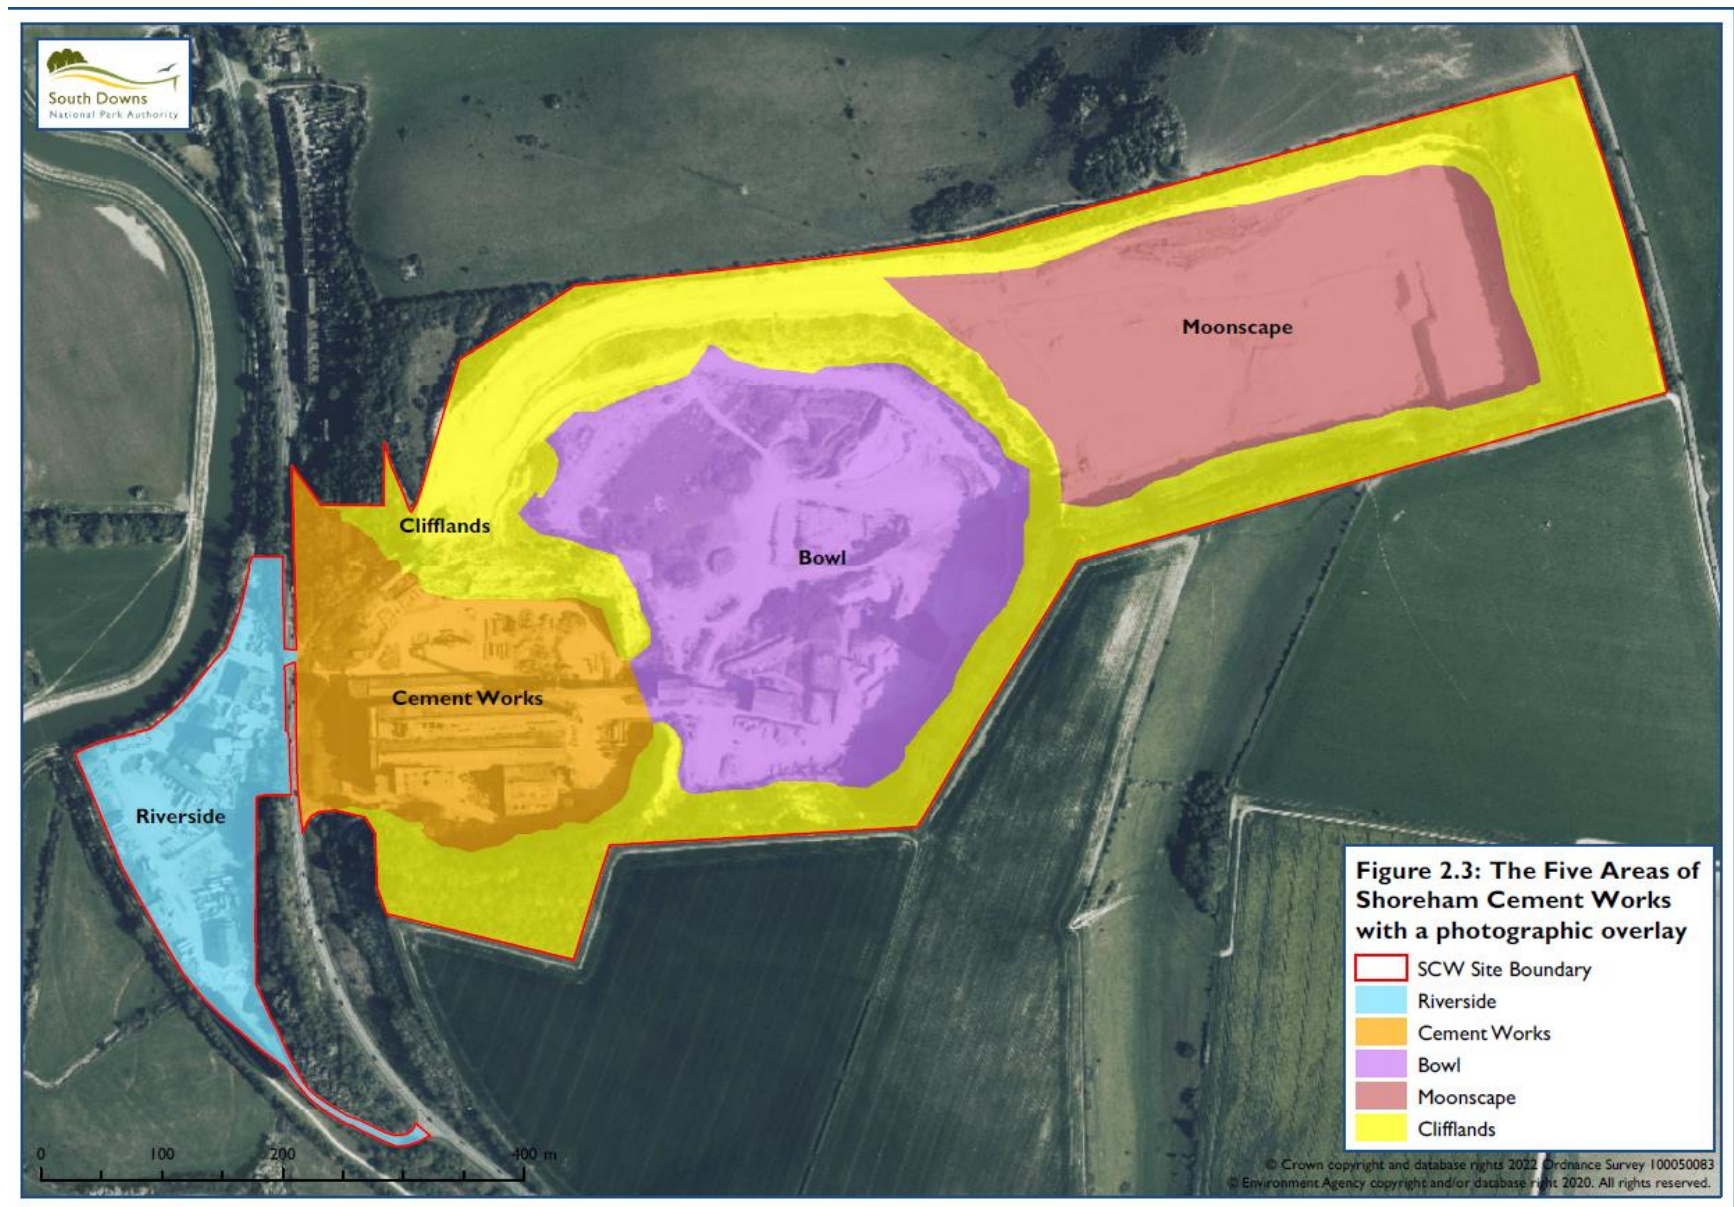 South Downs
National Park Authority
Moonscape
Clifflands
Bowl
Cement Works
Riverside
Figure 2.3: The Five Areas of
Shoreham Cement Works
with a photographic overlay
SCW Site Boundary
Riverside
Cement Works
Bowl
Moonscape
Clifflands
0 100 200 400 m
© Crown copyright and database rights 2022 Ordnance Survey 100050083
© Environment Agency copyright and/or database right 2020. All rights reserved.